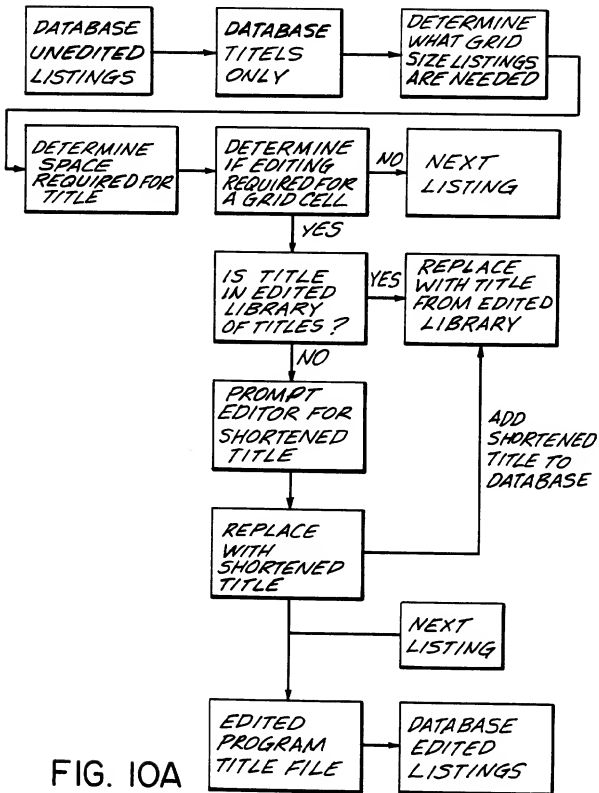 DATABASE
UNEDITED
LISTINGS
DATABASE
TITELS
ONLY
DETERMINE
WHAT GRID
SIZE LISTINGS
ARE NEEDED
DETERMINE
SPACE
REQUIRED FOR
TITLE
DETERMINE
IF EDITING
REQUIRED FOR
A GRID CELL
NO
NEXT
LISTING
YES
IS TITLE
IN EDITED
LIBRARY
OF TITLES ?
YES
REPLACE
WITH TITLE
FROM EDITED
LIBRARY
NO
PROMPT
EDITOR FOR
SHORTENED
TITLE
ADD
SHORTENED
TITLE TO
DATABASE
REPLACE
WITH
SHORTENED
TITLE
NEXT
LISTING
EDITED
PROGRAM
TITLE FILE
DATABASE
EDITED
LISTINGS
FIG. 10A